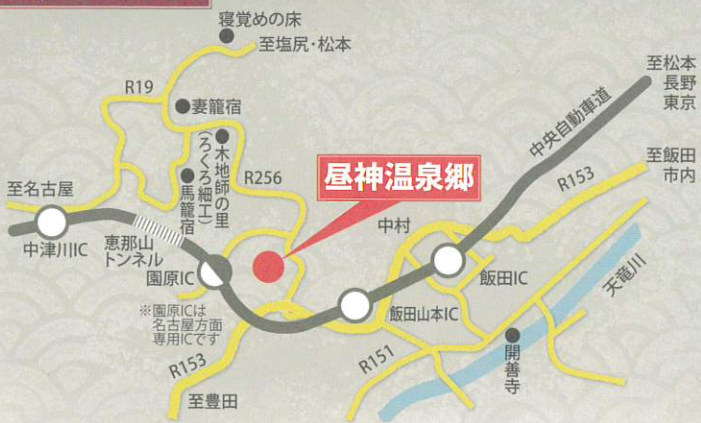 寝覚めの床
至塩尻・松本
至松本
長野
東京
R19
妻籠宿
中央自動車道
木地師の里
(ろくろ細工)
馬籠宿
R256
昼神温泉郷
至飯田
市内
R153
至名古屋
中津川IC
恵那山
トンネル
園原IC
中村
飯田IC
天竜川
飯田山本IC
※園原ICは
名古屋方面
専用ICです
R153
至豊田
R151
開善寺